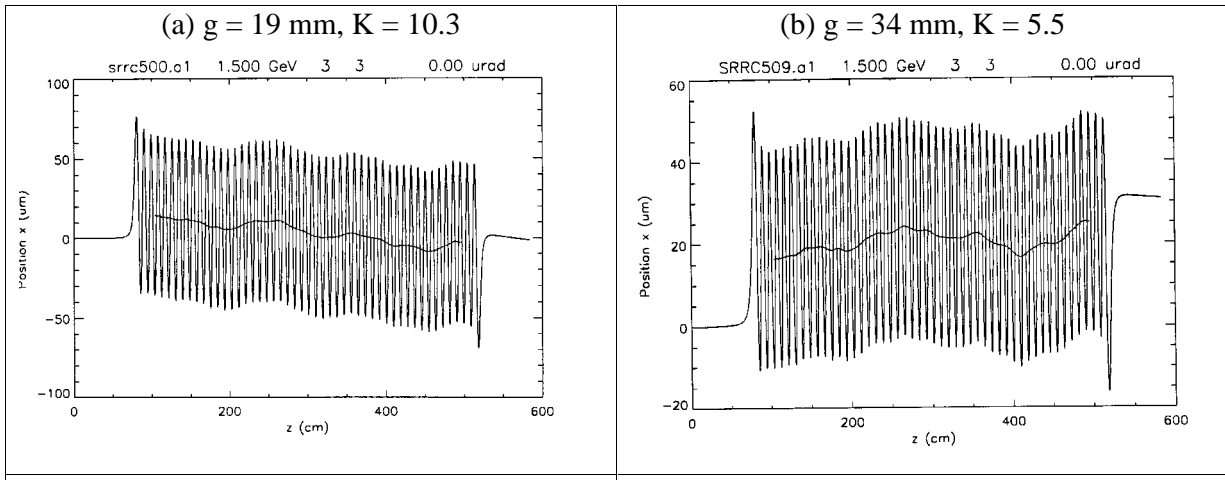 (a) g = 19 mm, K = 10.3
srrc500.a1 1.500 GeV 3 3 0.00 urad
100
50
0
−50
−100
Position x (um)
0 200 400 600
z (cm)
(b) g = 34 mm, K = 5.5
SRRC509.a1 1.500 GeV 3 3 0.00 urad
60
40
20
0
−20
Position x (um)
0 200 400 600
z (cm)